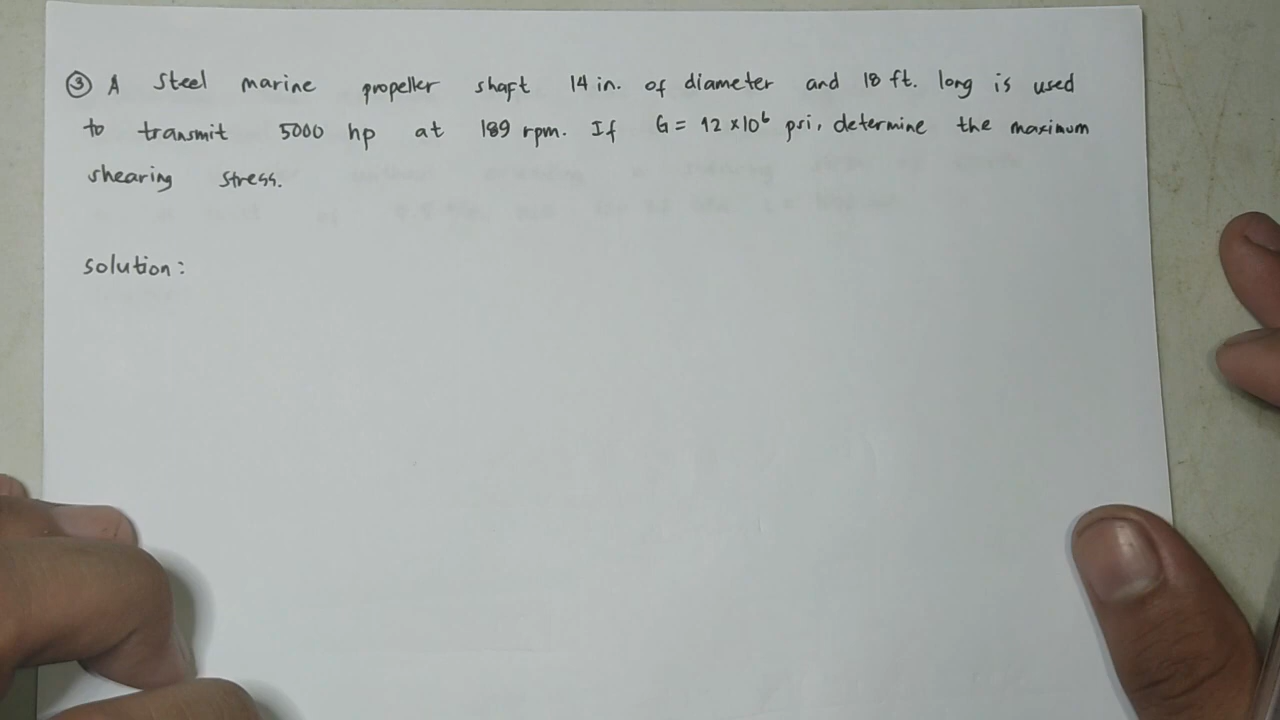 ③ A steel marine propeller shaft 14 in. of diameter and 18 ft. long is used
to transmit 5000 hp at 189 rpm. If G = 12 ×10⁶ psi, determine the maximum
shearing stress.
solution: